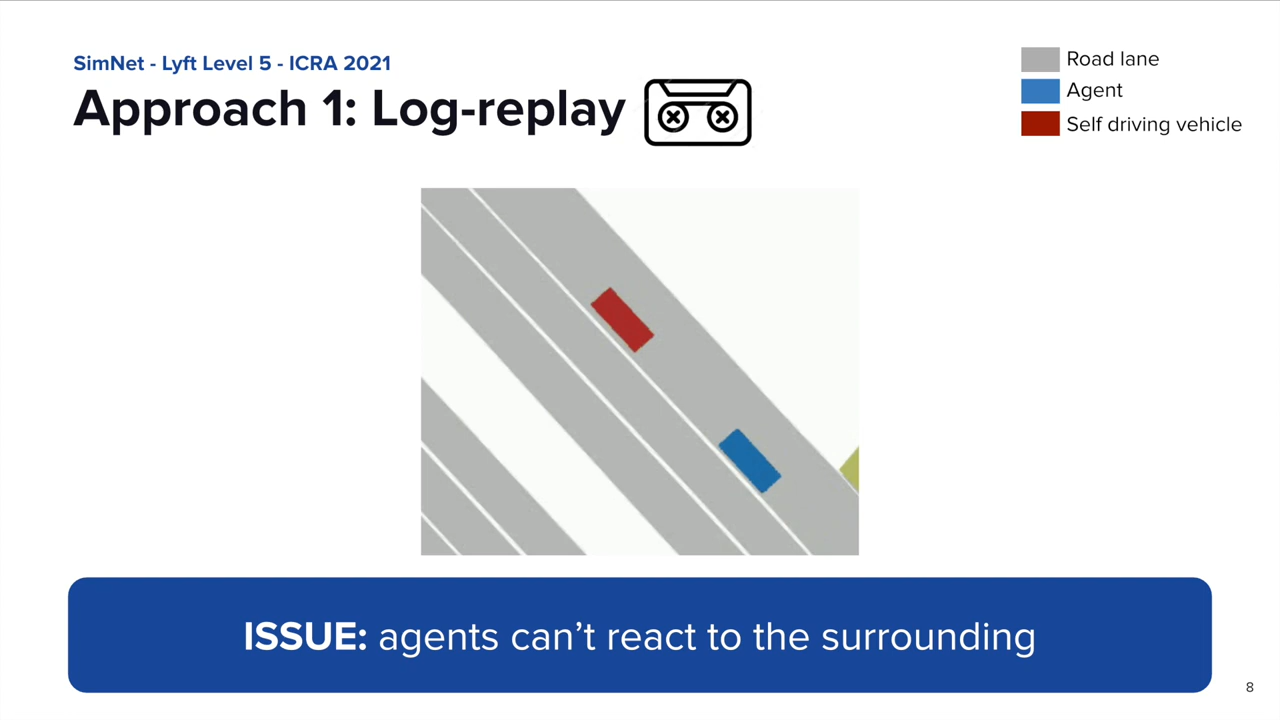 SimNet - Lyft Level 5 - ICRA 2021
Approach 1: Log-replay
Road lane
Agent
Self driving vehicle
ISSUE: agents can’t react to the surrounding
8